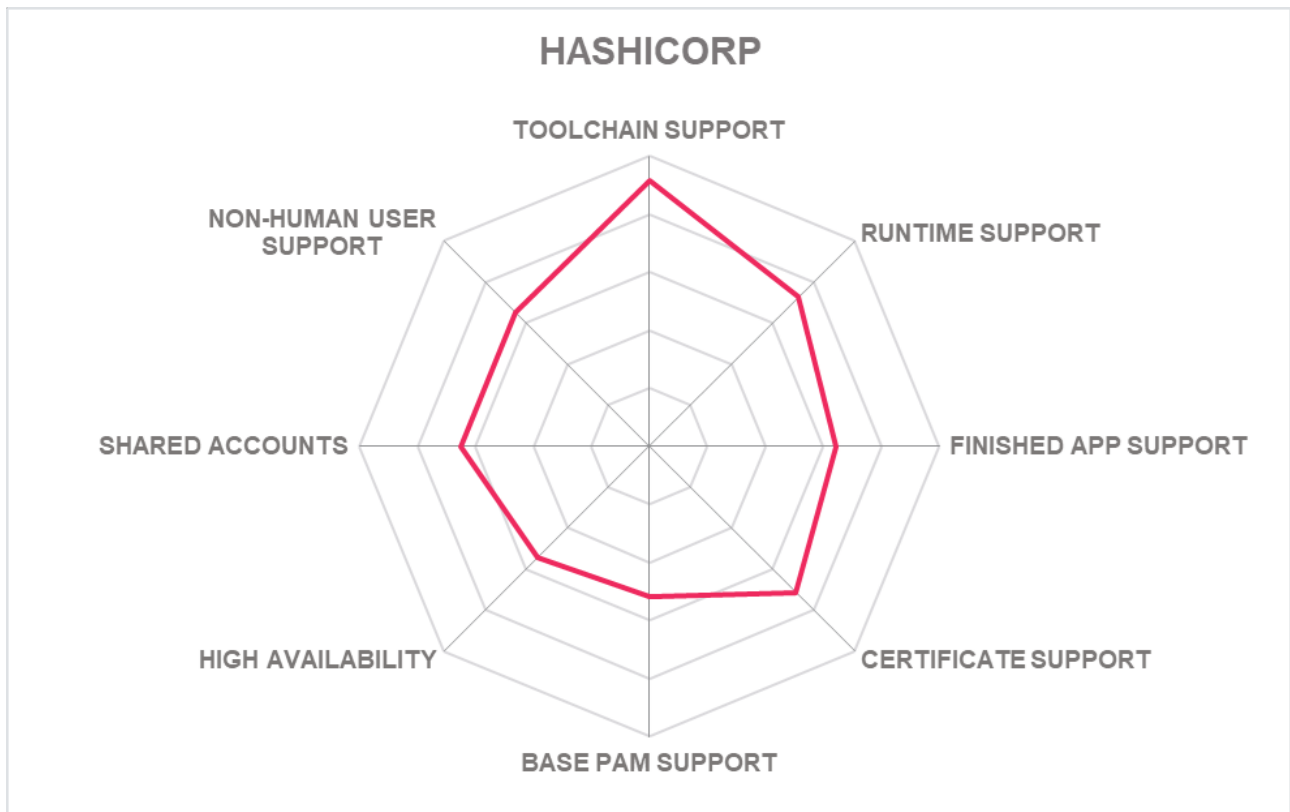 HASHICORP
TOOLCHAIN SUPPORT
NON-HUMAN USER
SUPPORT
RUNTIME SUPPORT
SHARED ACCOUNTS
FINISHED APP SUPPORT
HIGH AVAILABILITY
CERTIFICATE SUPPORT
BASE PAM SUPPORT